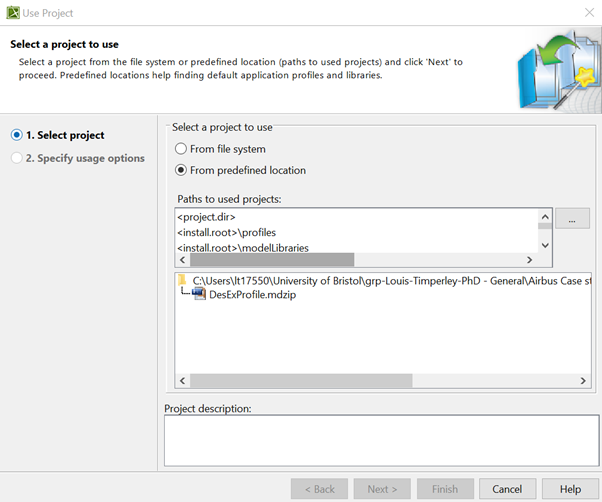 Use Project
Select a project to use
Select a project from the file system or predefined location (paths to used projects) and click 'Next' to
proceed. Predefined locations help finding default application profiles and libraries.
1. Select project
2. Specify usage options
Select a project to use
From file system
From predefined location
Paths to used projects:
<project.dir>
<install.root>\profiles
<install.root>\modelLibraries
...
C:\Users\lt17550\University of Bristol\grp-Louis-Timperley-PhD - General\Airbus Case st
DesExProfile.mdzip
Project description:
< Back
Next >
Finish
Cancel
Help